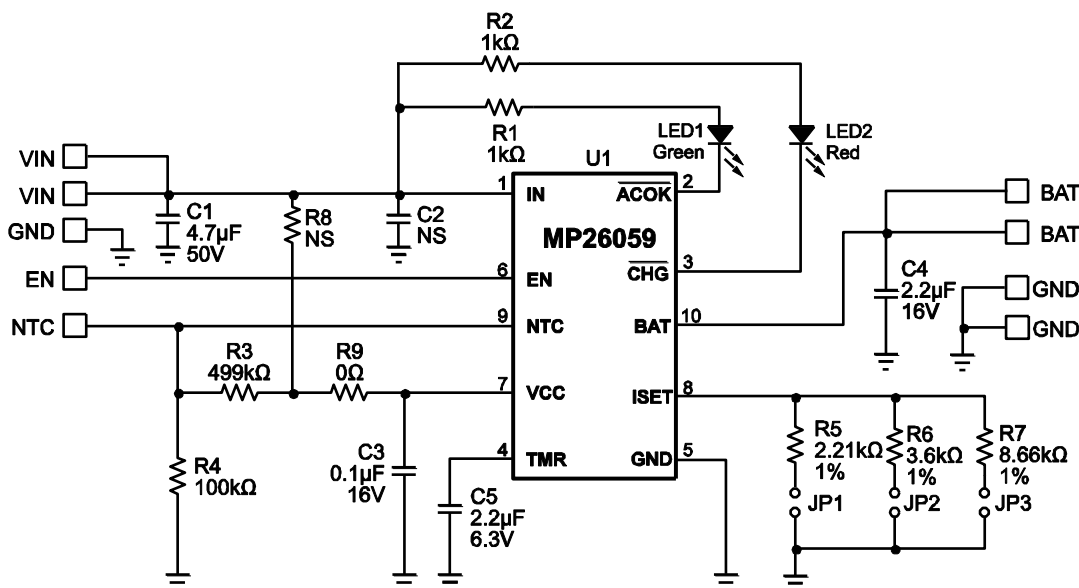 R2
1kΩ
R1
1kΩ
LED1
Green
LED2
Red
U1
VIN
VIN
GND
EN
NTC
C1
4.7µF
50V
R8
NS
C2
NS
1
6
9
7
4
IN
EN
NTC
VCC
TMR
MP26059
ACOK
CHG
BAT
ISET
GND
2
3
10
8
5
BAT
BAT
GND
GND
C4
2.2µF
16V
R3
499kΩ
R9
0Ω
R4
100kΩ
C3
0.1µF
16V
C5
2.2µF
6.3V
R5
2.21kΩ
1%
JP1
R6
3.6kΩ
1%
JP2
R7
8.66kΩ
1%
JP3